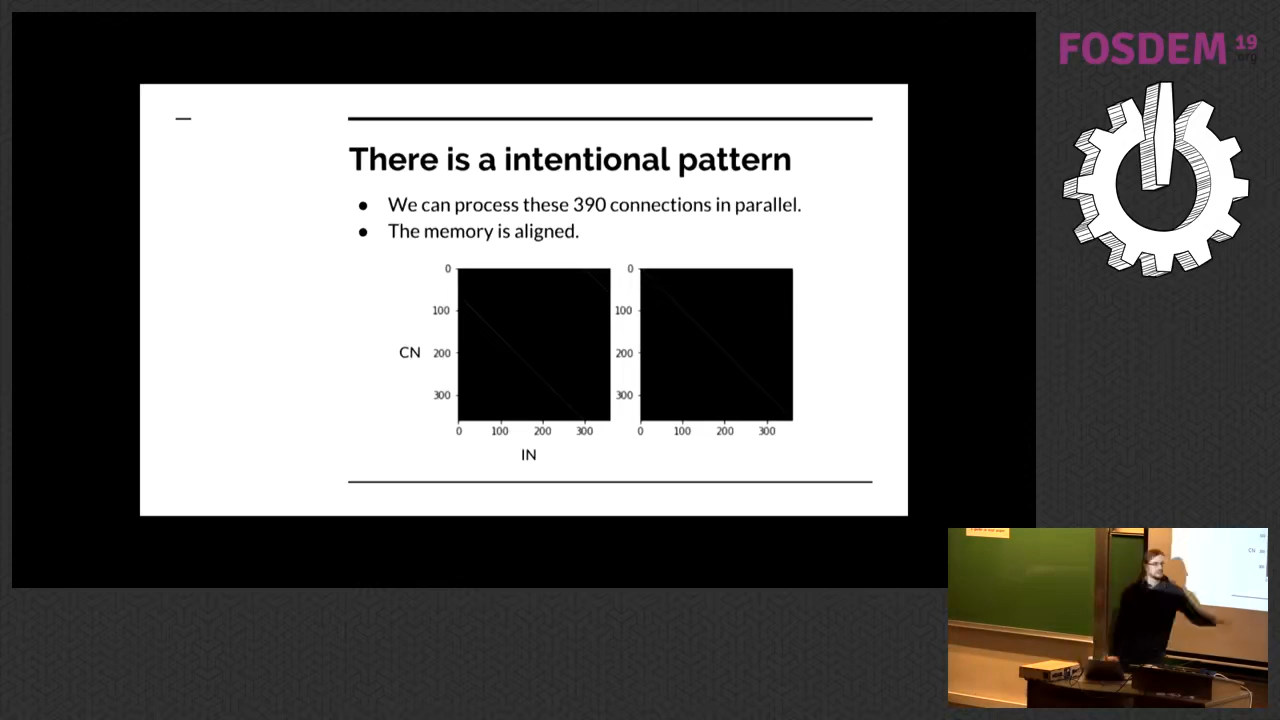 FOSDEM 19
.org
There is a intentional pattern
● We can process these 390 connections in parallel.
● The memory is aligned.
0
100
CN 200
300
0 100 200 300
IN
0
100
200
300
0 100 200 300